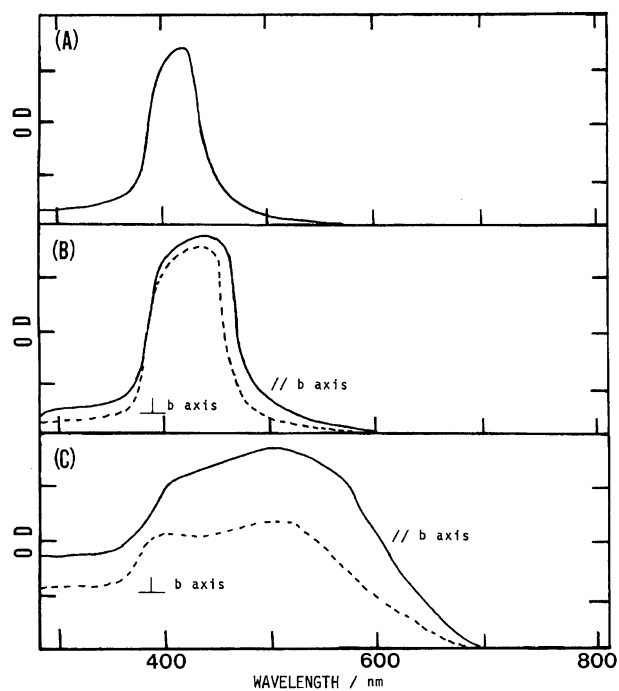 (A)
O D
(B)
O D
// b axis
⊥ b axis
(C)
O D
// b axis
⊥ b axis
400
600
800
WAVELENGTH / nm